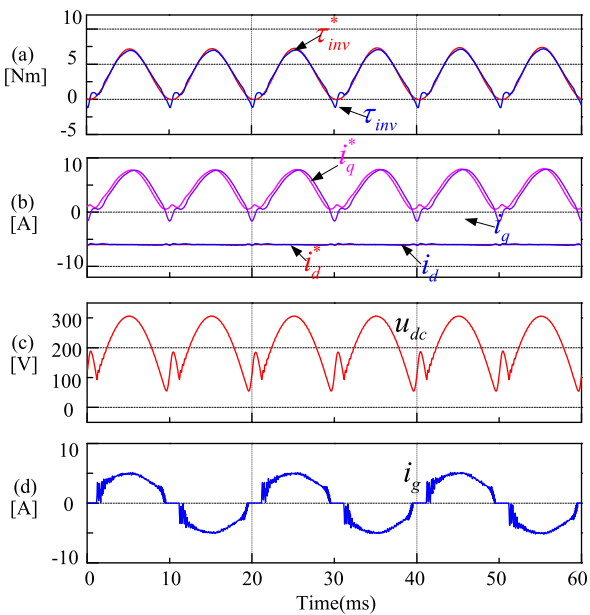 (a)
[Nm]
10
5
0
-5
τ*inv
τinv
(b)
[A]
10
0
-10
i*q
iq
i*d
id
(c)
[V]
300
200
100
0
udc
(d)
[A]
10
0
-10
ig
0 10 20 30 40 50 60
Time(ms)